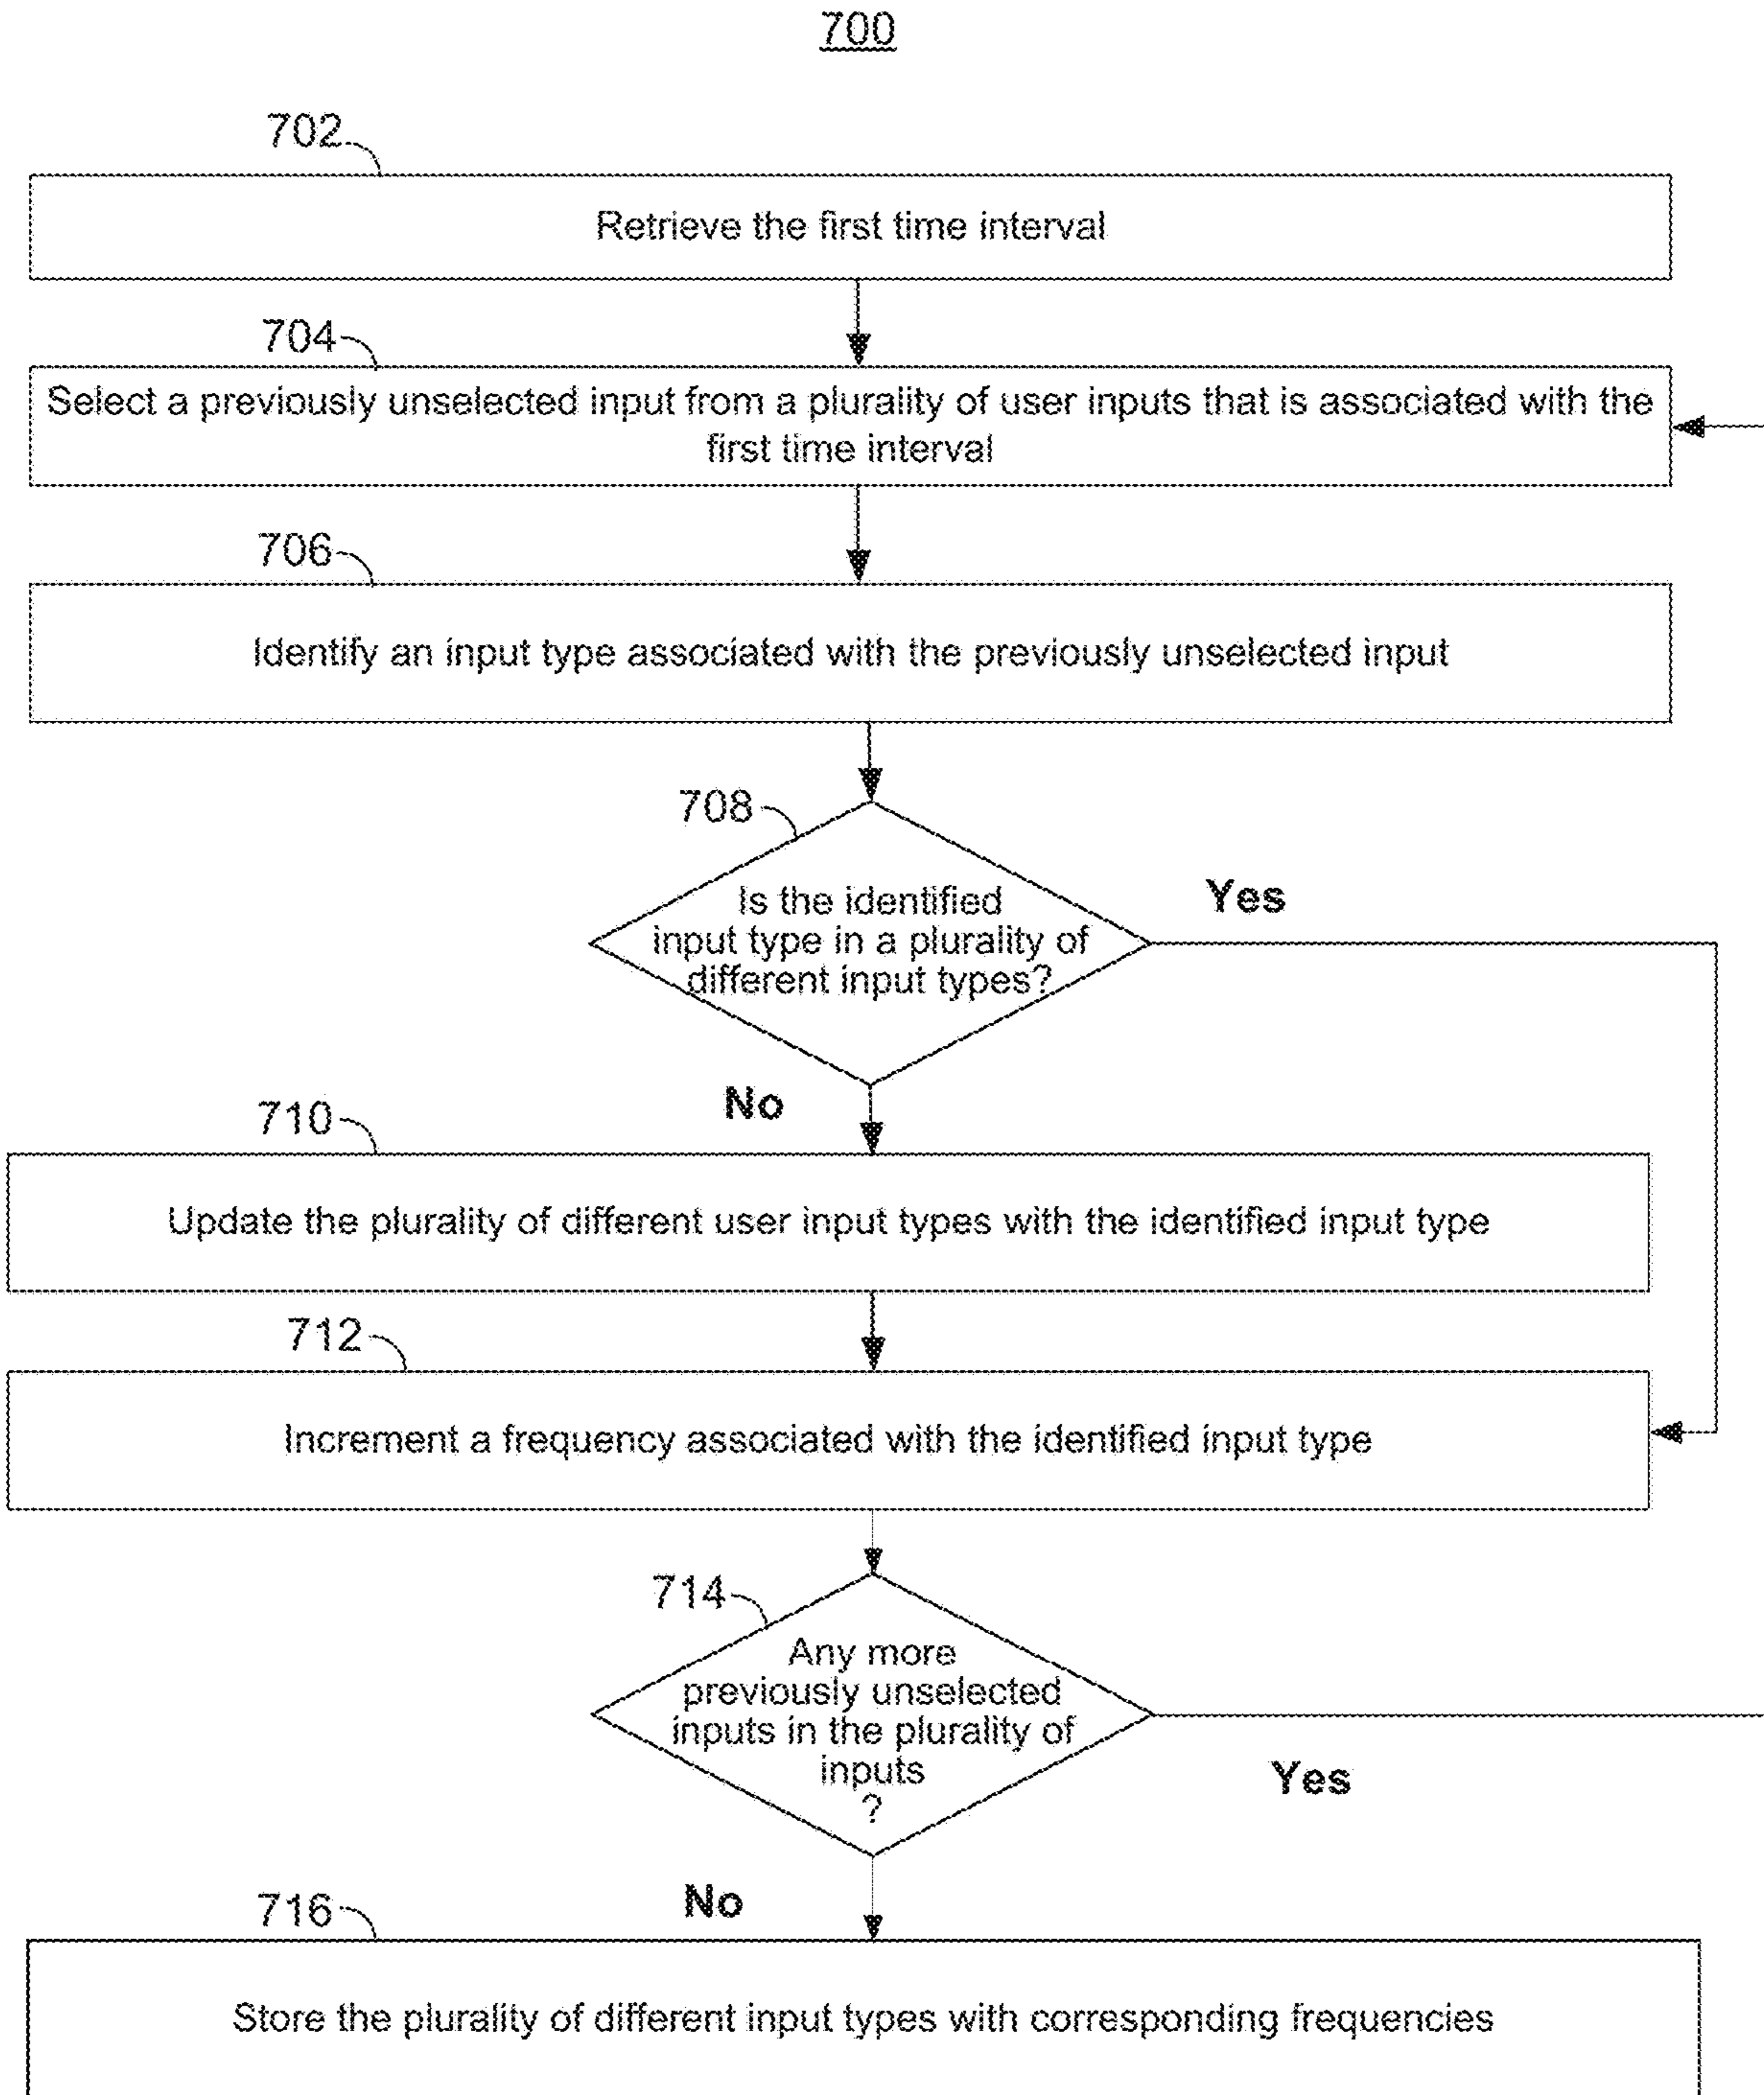 700
702
Retrieve the first time interval
704
Select a previously unselected input from a plurality of user inputs that is associated with the
first time interval
706
Identify an input type associated with the previously unselected input
708
Is the identified
input type in a plurality of
different input types?
Yes
No
710
Update the plurality of different user input types with the identified input type
712
Increment a frequency associated with the identified input type
714
Any more
previously unselected
inputs in the plurality of
inputs
?
Yes
No
716
Store the plurality of different input types with corresponding frequencies